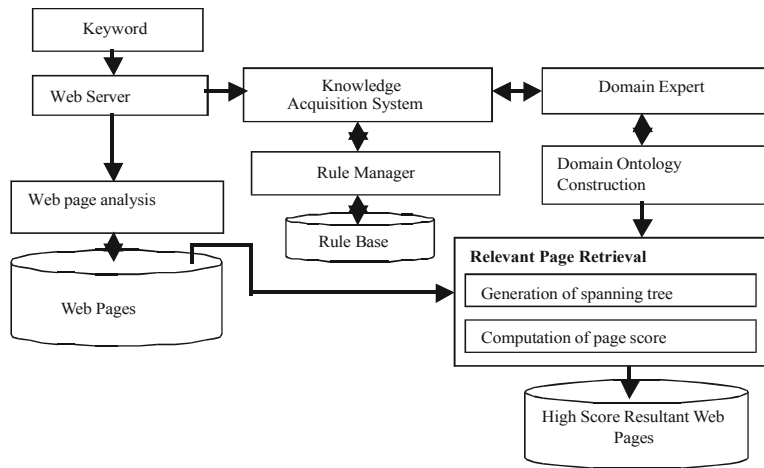 Keyword
Web Server
Knowledge
Acquisition System
Domain Expert
Rule Manager
Domain Ontology
Construction
Web page analysis
Rule Base
Web Pages
Relevant Page Retrieval
Generation of spanning tree
Computation of page score
High Score Resultant Web
Pages